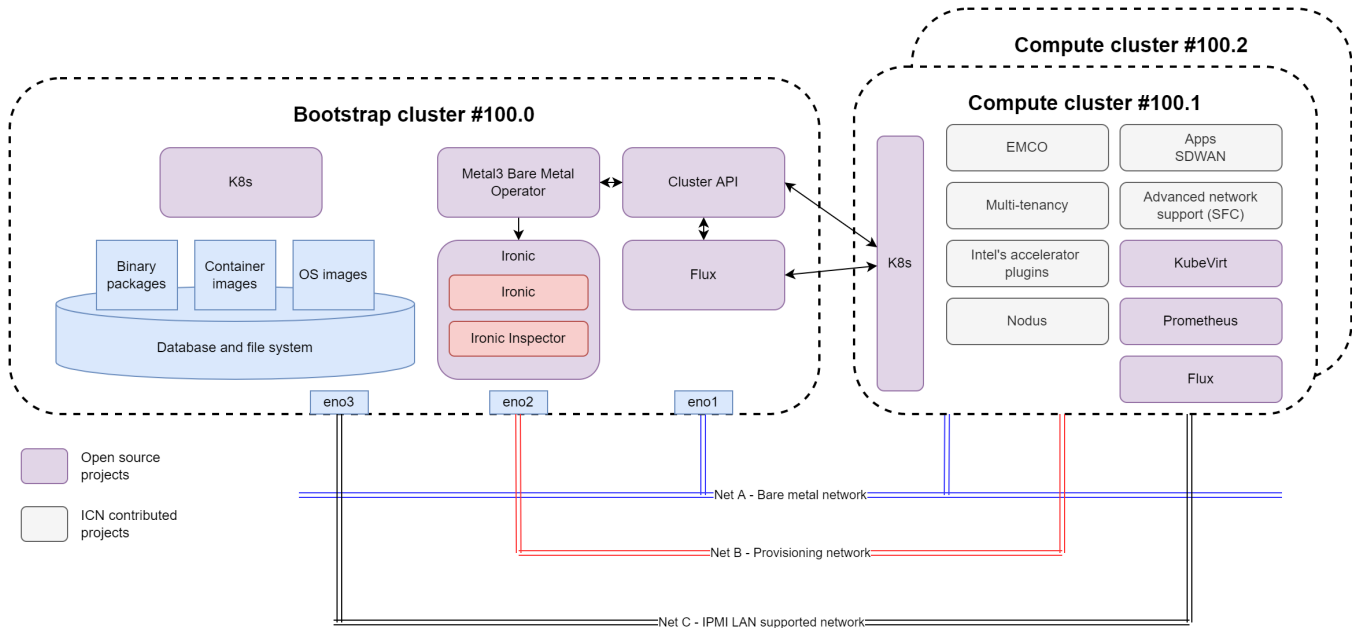 Compute cluster #100.2
Bootstrap cluster #100.0
Compute cluster #100.1
K8s
Metal3 Bare Metal
Operator
Cluster API
Binary
packages
Container
images
OS images
Database and file system
Ironic
Ironic
Ironic Inspector
Flux
eno3
eno2
eno1
K8s
EMCO
Apps
SDWAN
Multi-tenancy
Advanced network
support (SFC)
Intel's accelerator
plugins
KubeVirt
Nodus
Prometheus
Flux
Open source
projects
ICN contributed
projects
Net A - Bare metal network
Net B - Provisioning network
Net C - IPMI LAN supported network